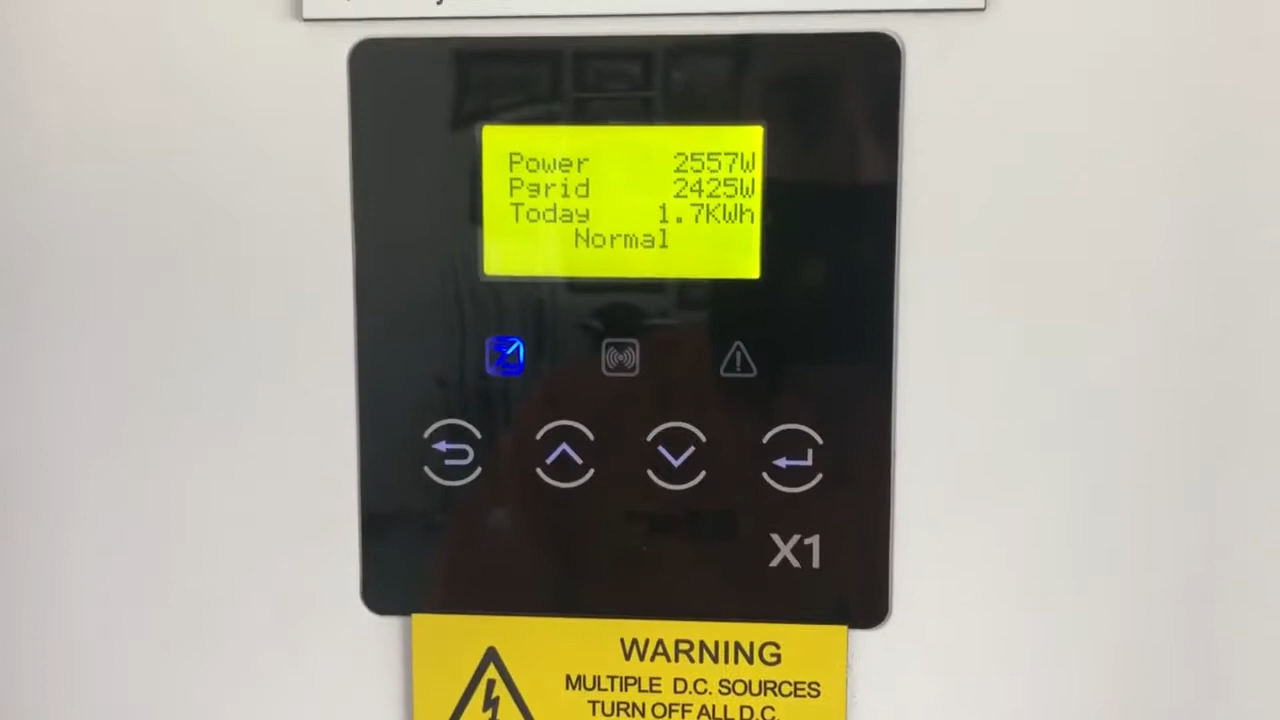 Power 2557W
Pgrid 2425W
Today 1.7KWh
Normal
X1
WARNING
MULTIPLE D.C. SOURCES
TURN OFF ALL D.C.